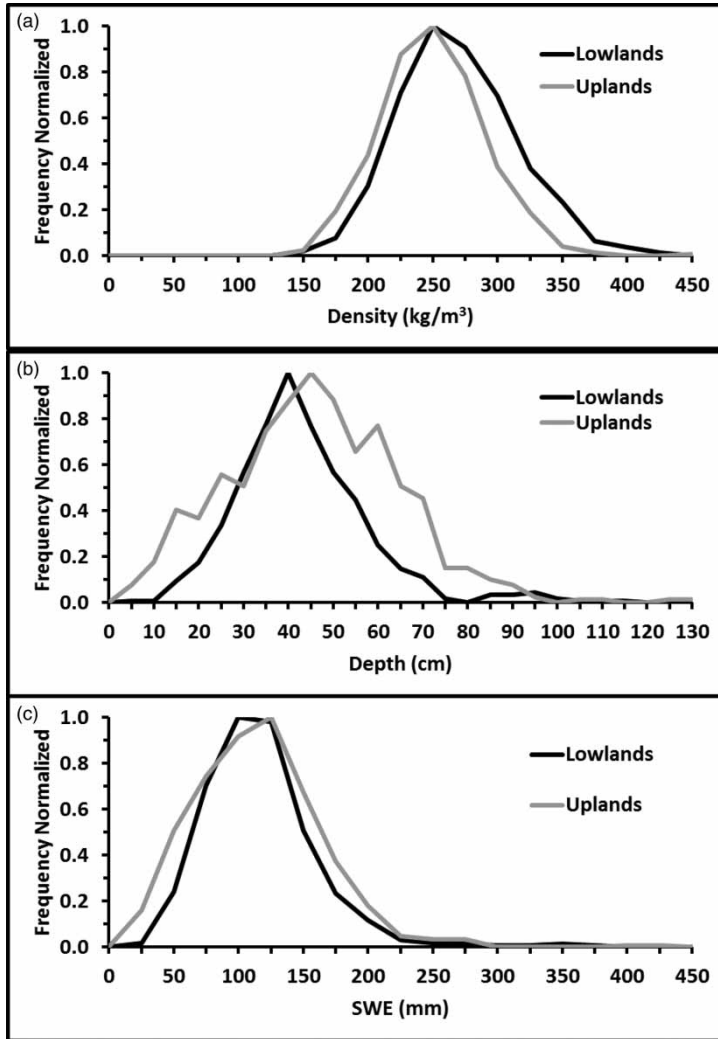 (a)
1.0
0.8
0.6
0.4
0.2
0.0
Frequency Normalized
Lowlands
Uplands
0 50 100 150 200 250 300 350 400 450
Density (kg/m³)
(b)
1.0
0.8
0.6
0.4
0.2
0.0
Frequency Normalized
Lowlands
Uplands
0 10 20 30 40 50 60 70 80 90 100 110 120 130
Depth (cm)
(c)
1.0
0.8
0.6
0.4
0.2
0.0
Frequency Normalized
Lowlands
Uplands
0 50 100 150 200 250 300 350 400 450
SWE (mm)